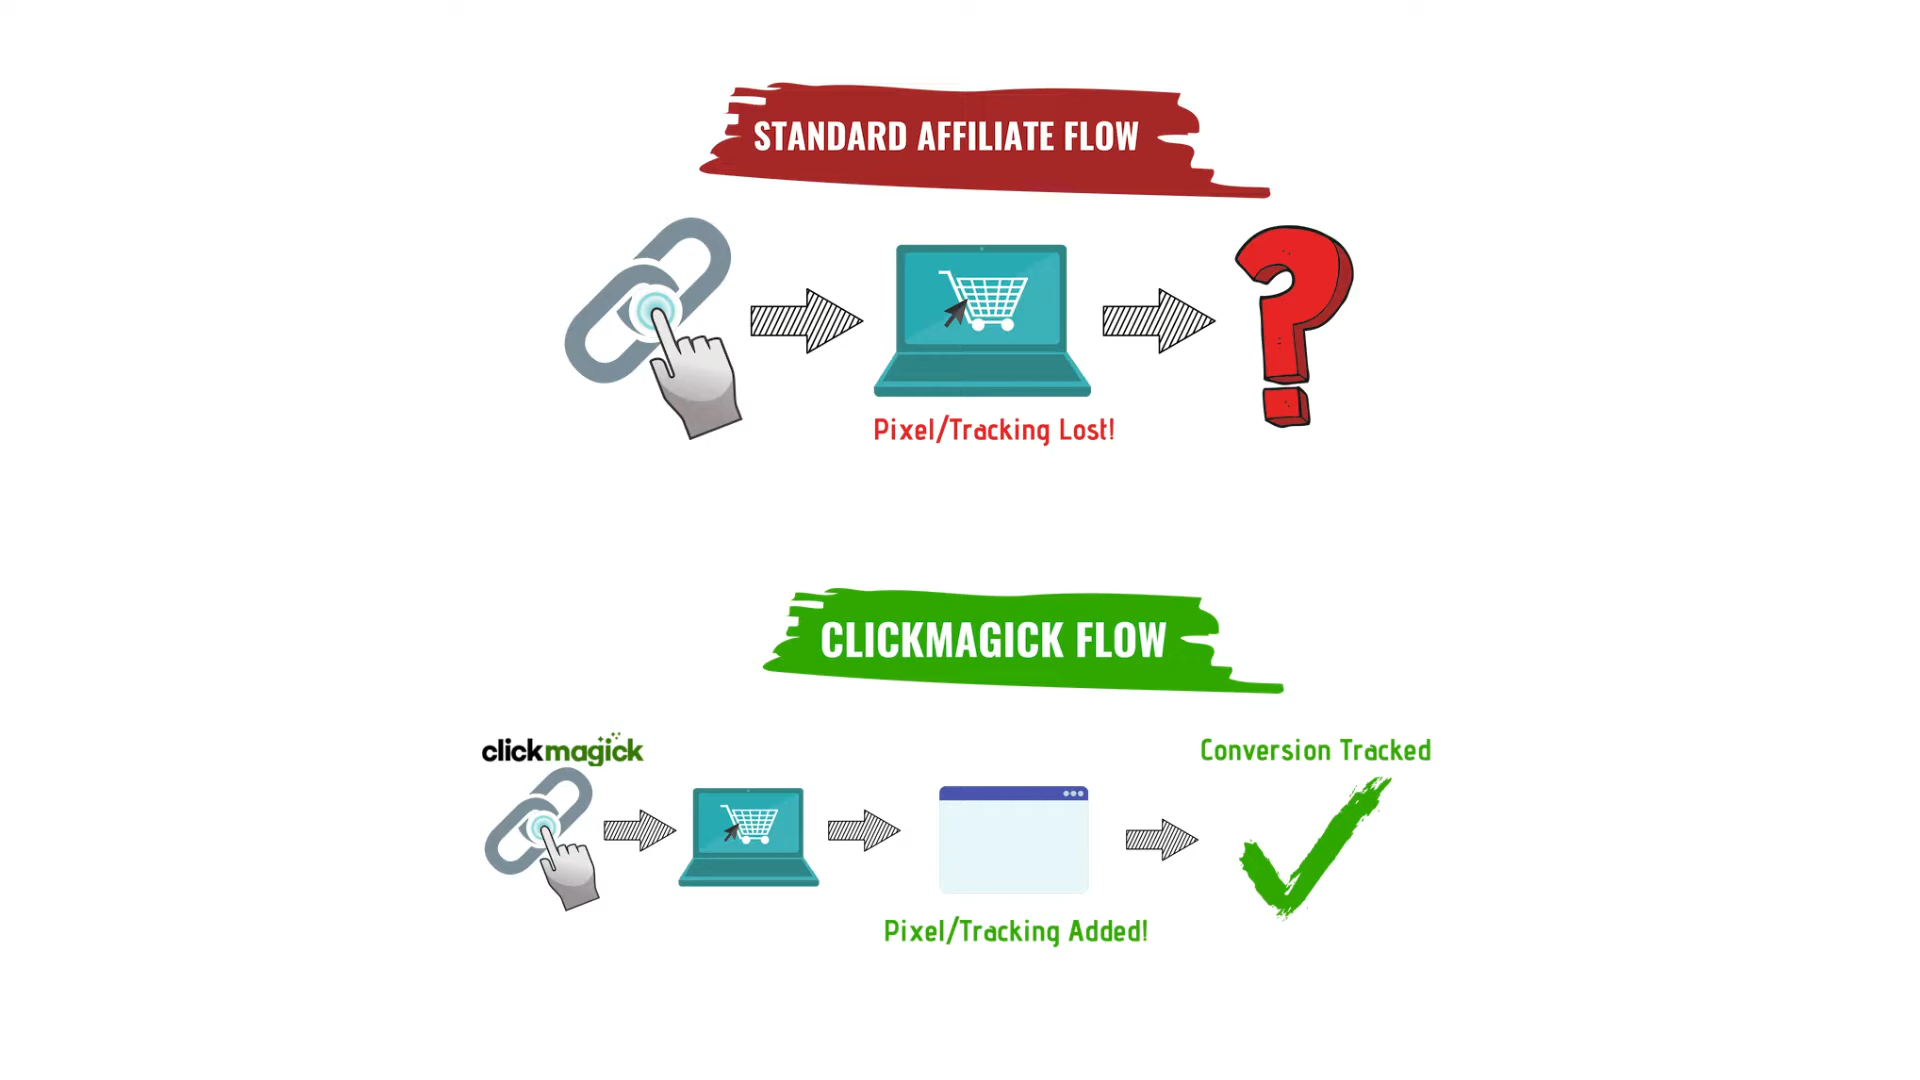 STANDARD AFFILIATE FLOW
Pixel/Tracking Lost!
CLICKMAGICK FLOW
clickmagick
Conversion Tracked
Pixel/Tracking Added!